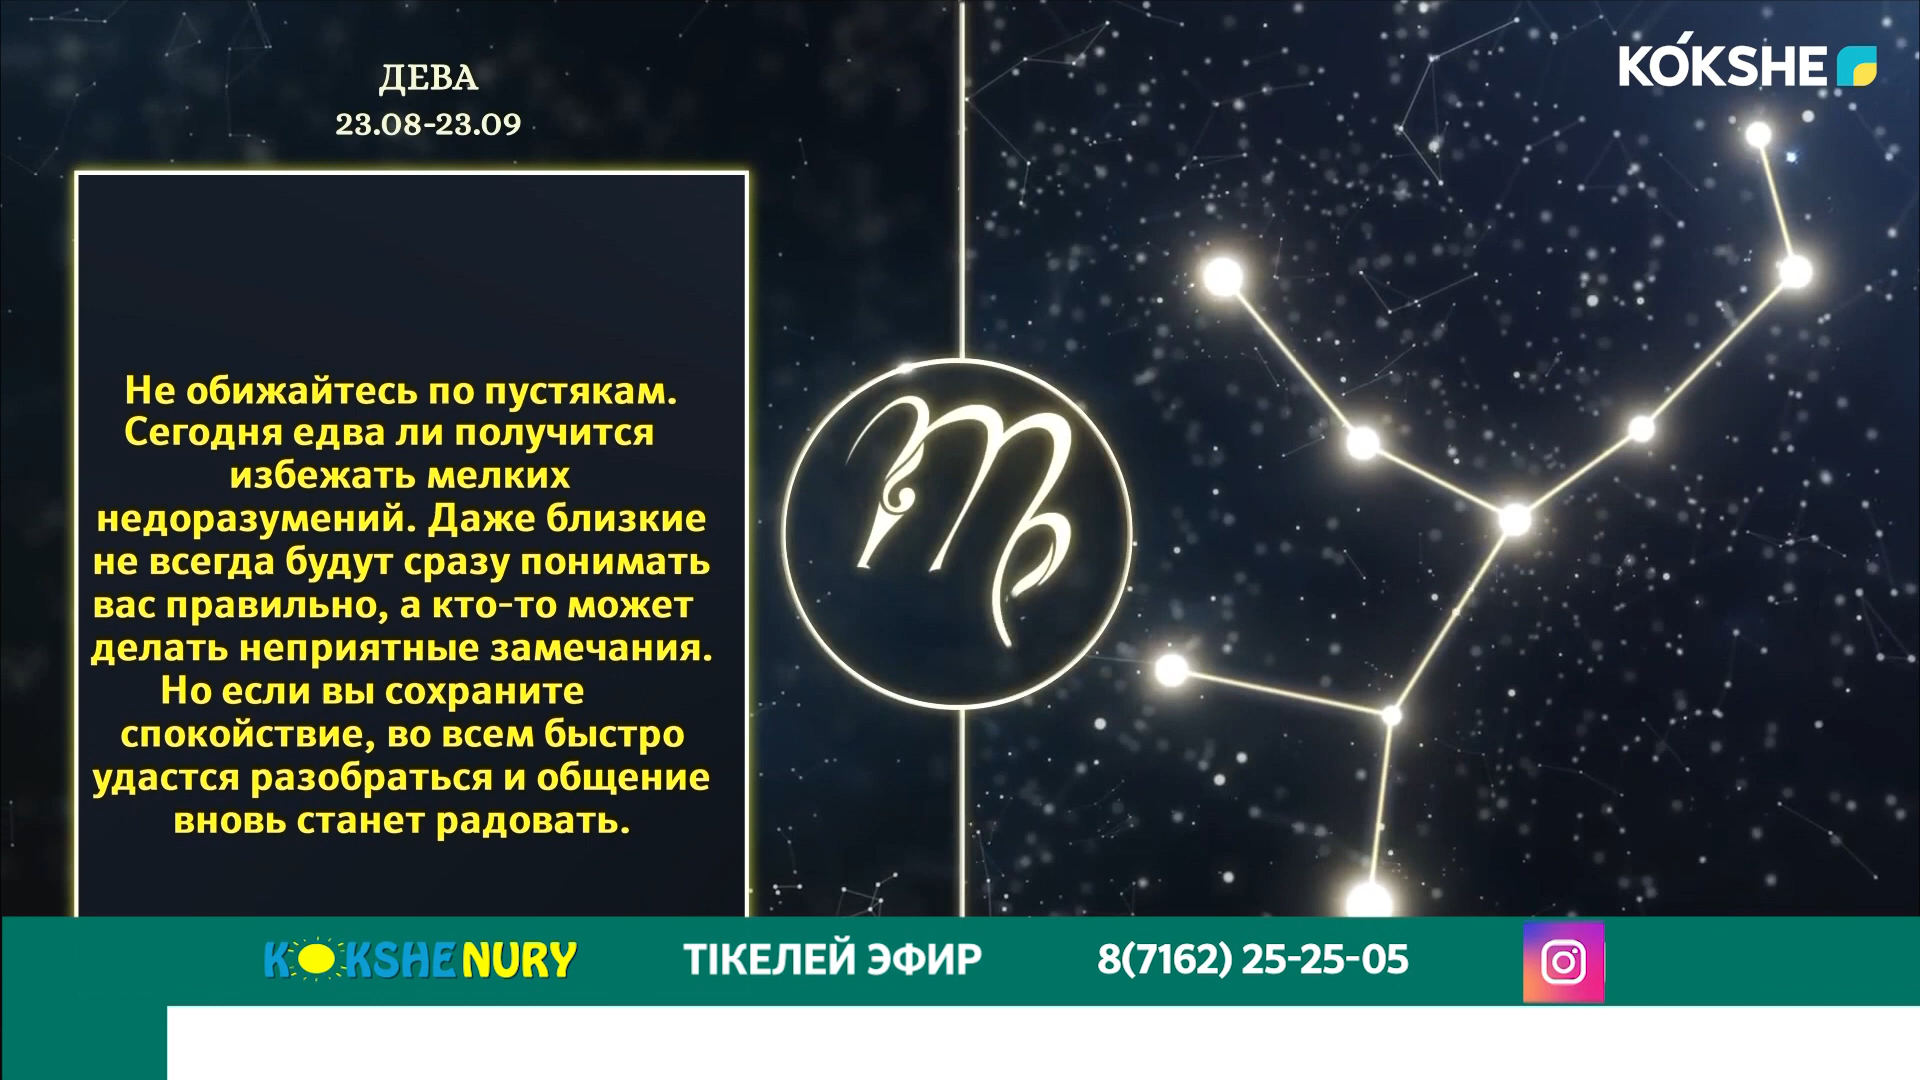 ДЕВА
23.08-23.09
KÓKSHE
Не обижайтесь по пустякам.
Сегодня едва ли получится
избежать мелких
недоразумений. Даже близкие
не всегда будут сразу понимать
вас правильно, а кто-то может
делать неприятные замечания.
Но если вы сохраните
спокойствие, во всем быстро
удастся разобраться и общение
вновь станет радовать.
KOKSHE NURY
ТІКЕЛЕЙ ЭФИР
8(7162) 25-25-05